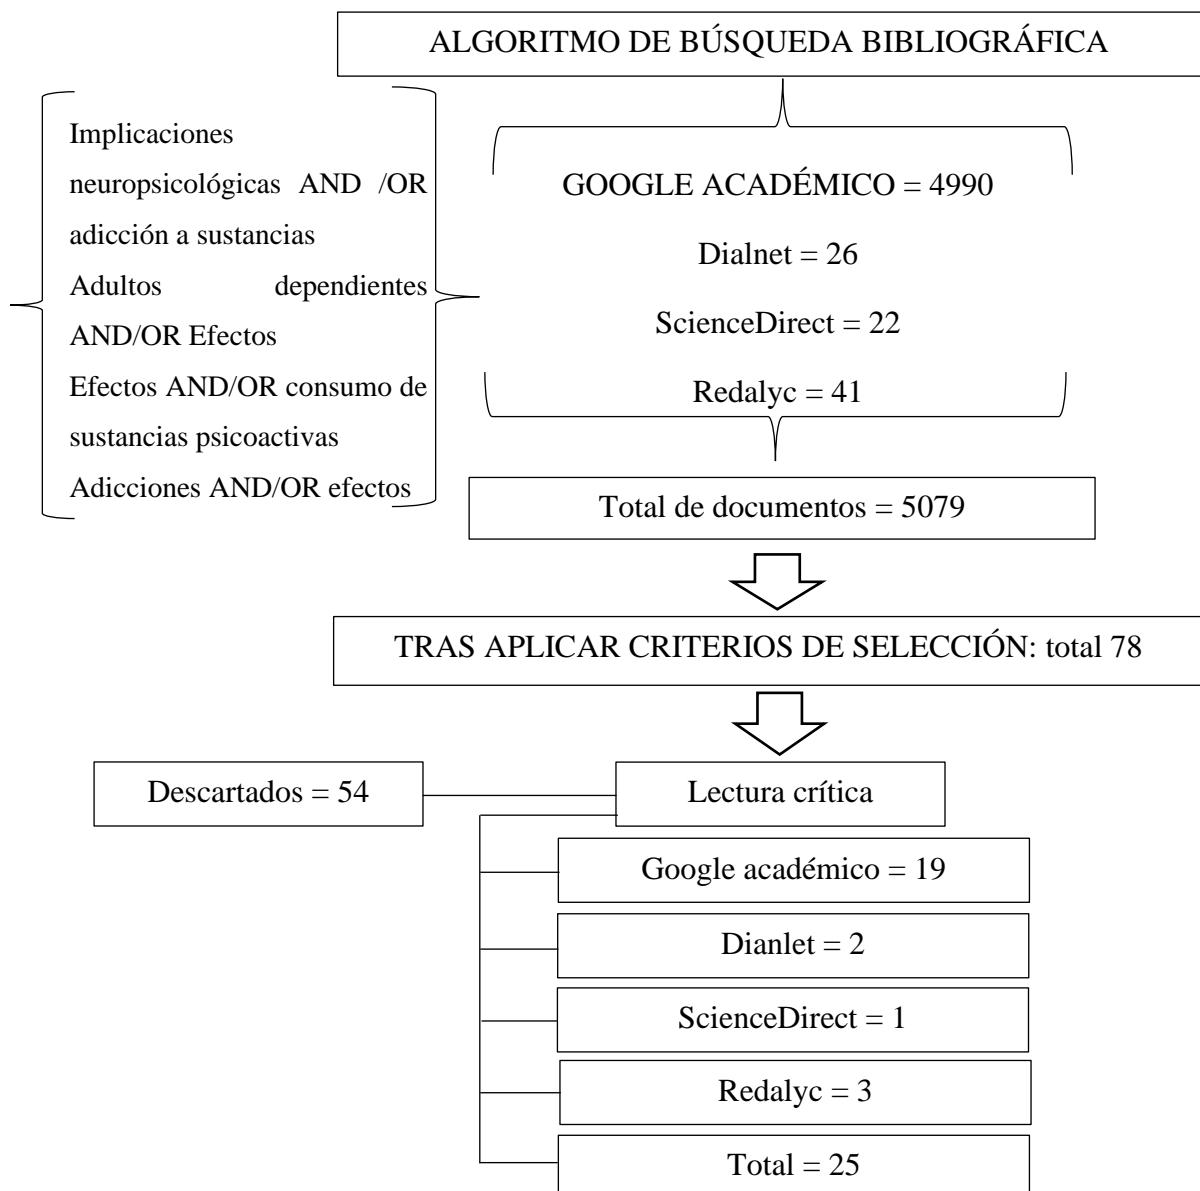 ALGORITMO DE BÚSQUEDA BIBLIOGRÁFICA
Implicaciones
neuropsicológicas AND /OR
adicción a sustancias
Adultos dependientes
AND/OR Efectos
Efectos AND/OR consumo de
sustancias psicoactivas
Adicciones AND/OR efectos
GOOGLE ACADÉMICO = 4990
Dialnet = 26
ScienceDirect = 22
Redalyc = 41
Total de documentos = 5079
TRAS APLICAR CRITERIOS DE SELECCIÓN: total 78
Descartados = 54
Lectura crítica
Google académico = 19
Dianlet = 2
ScienceDirect = 1
Redalyc = 3
Total = 25